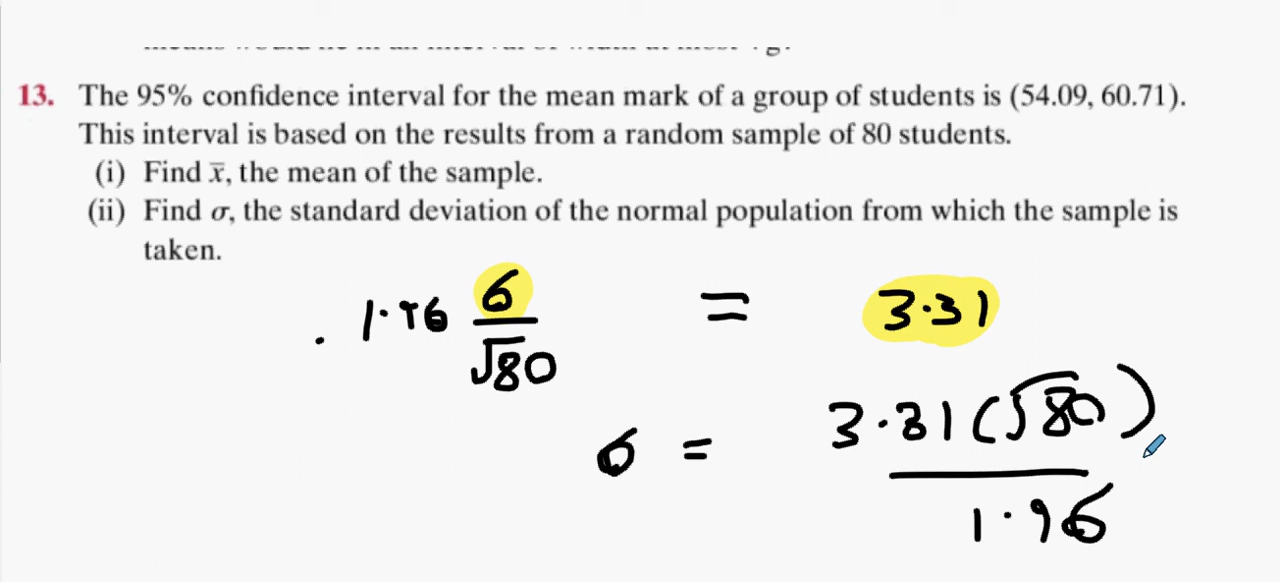 13. The 95% confidence interval for the mean mark of a group of students is (54.09, 60.71).
This interval is based on the results from a random sample of 80 students.
(i) Find x̅, the mean of the sample.
(ii) Find σ, the standard deviation of the normal population from which the sample is
taken.
. 1.96 σ/√80 = 3.31
σ = 3.31(√80)/1.96